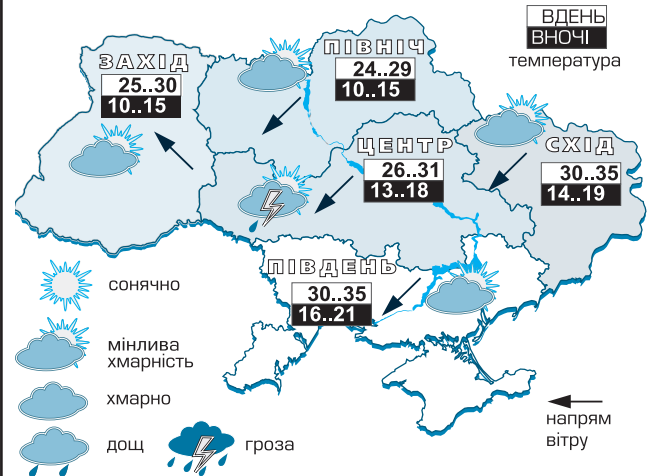 ВДЕНЬ
ВНОЧІ
температура
ЗАХІД
25..30
10..15
ПІВНІЧ
24..29
10..15
ЦЕНТР
26..31
13..18
СХІД
30..35
14..19
ПІВДЕНЬ
30..35
16..21
сонячно
мінлива
хмарність
хмарно
дощ
гроза
напрям
вітру